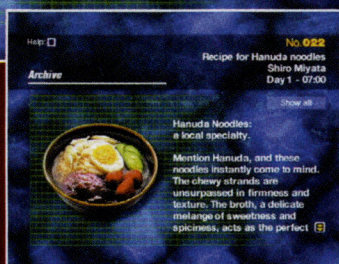 Help:
No.022
Recipe for Hanuda noodles
Shiro Miyata
Archive
Day 1 - 07:00
Show all
Hanuda Noodles:
a local specialty.
Mention Hanuda, and these
noodles instantly come to mind.
The chewy strands are
unsurpassed in firmness and
texture. The broth, a delicate
melange of sweetness and
spiciness, acts as the perfect